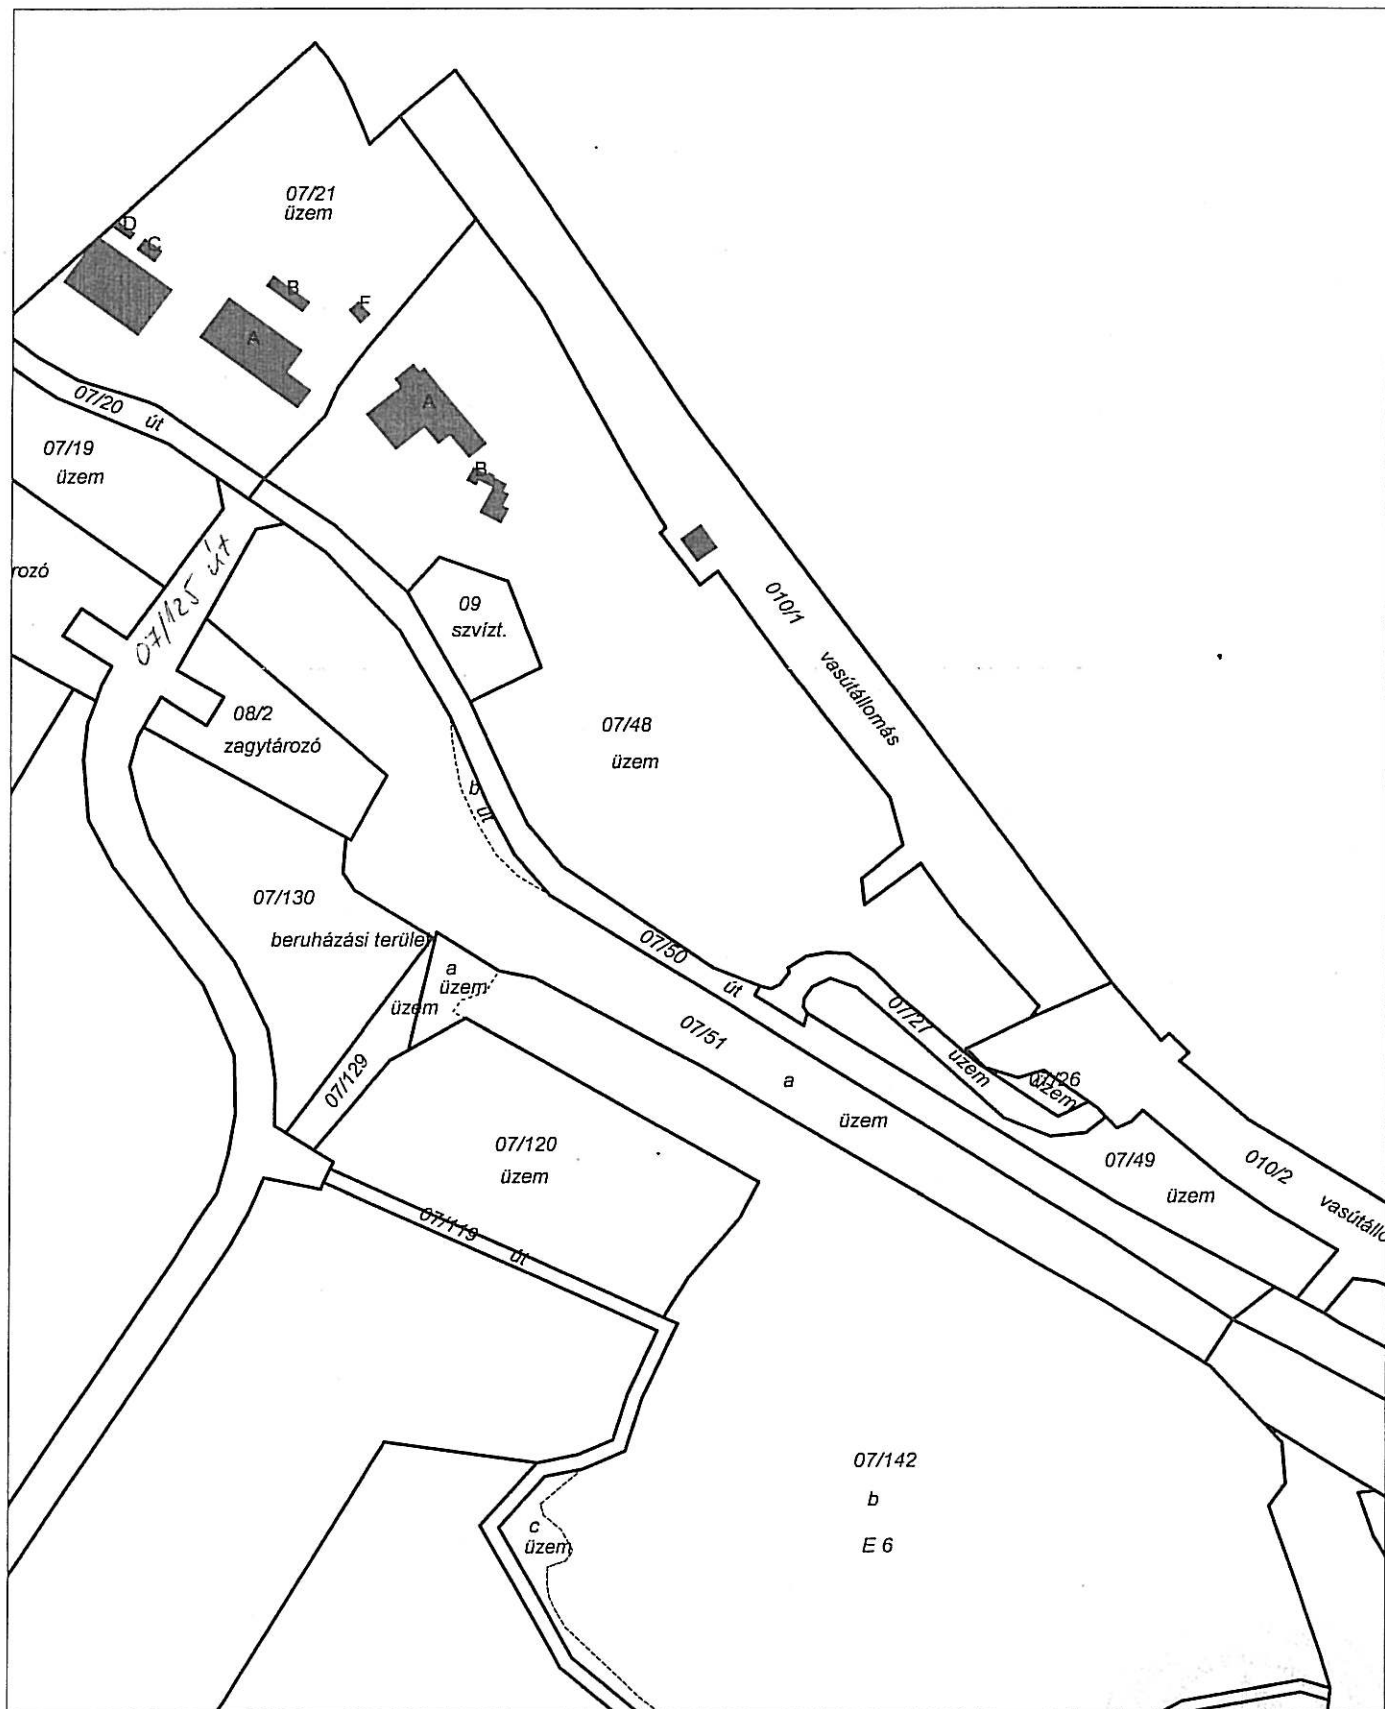 07/21
üzem
D
C
B
F
A
07/20
út
A
07/19
üzem
B
07/125 út
rozó
010/1
09
szvízt.
vasútállomás
08/2
zagytározó
07/48
üzem
b
út
07/130
beruházási terület
07/50
út
a
üzem
üzem
07/27
üzem
07/51
a
üzem
07/26
üzem
07/129
07/120
üzem
07/49
üzem
010/2
vasútállo
07/119
út
07/142
b
E 6
c
üzem